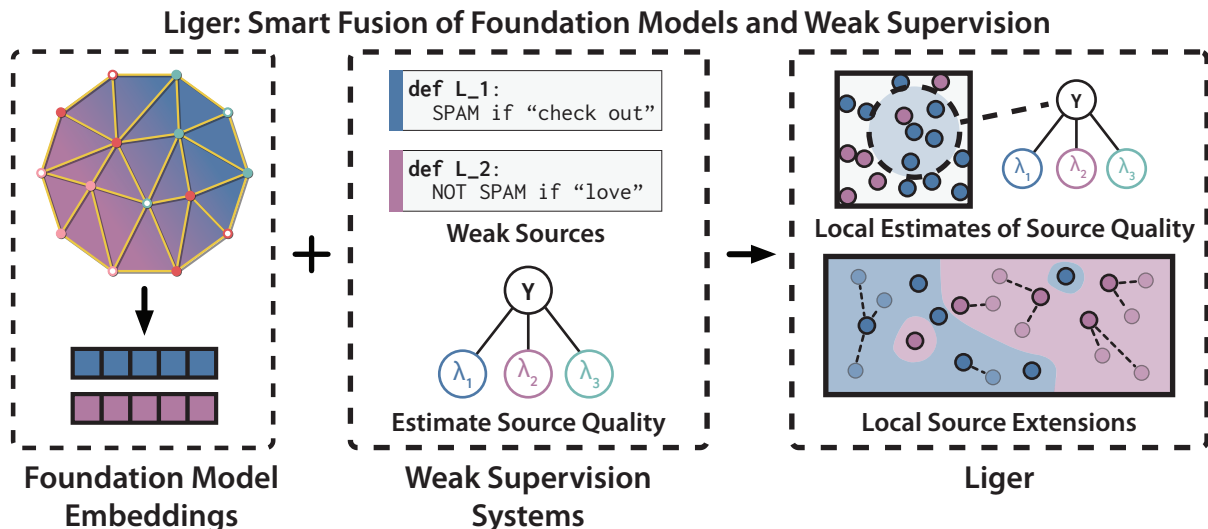 Liger: Smart Fusion of Foundation Models and Weak Supervision
def L_1:
SPAM if “check out”
def L_2:
NOT SPAM if “love”
Weak Sources
Y
λ₁ λ₂ λ₃
Estimate Source Quality
Y
λ₁ λ₂ λ₃
Local Estimates of Source Quality
Local Source Extensions
Foundation Model
Embeddings
Weak Supervision
Systems
Liger